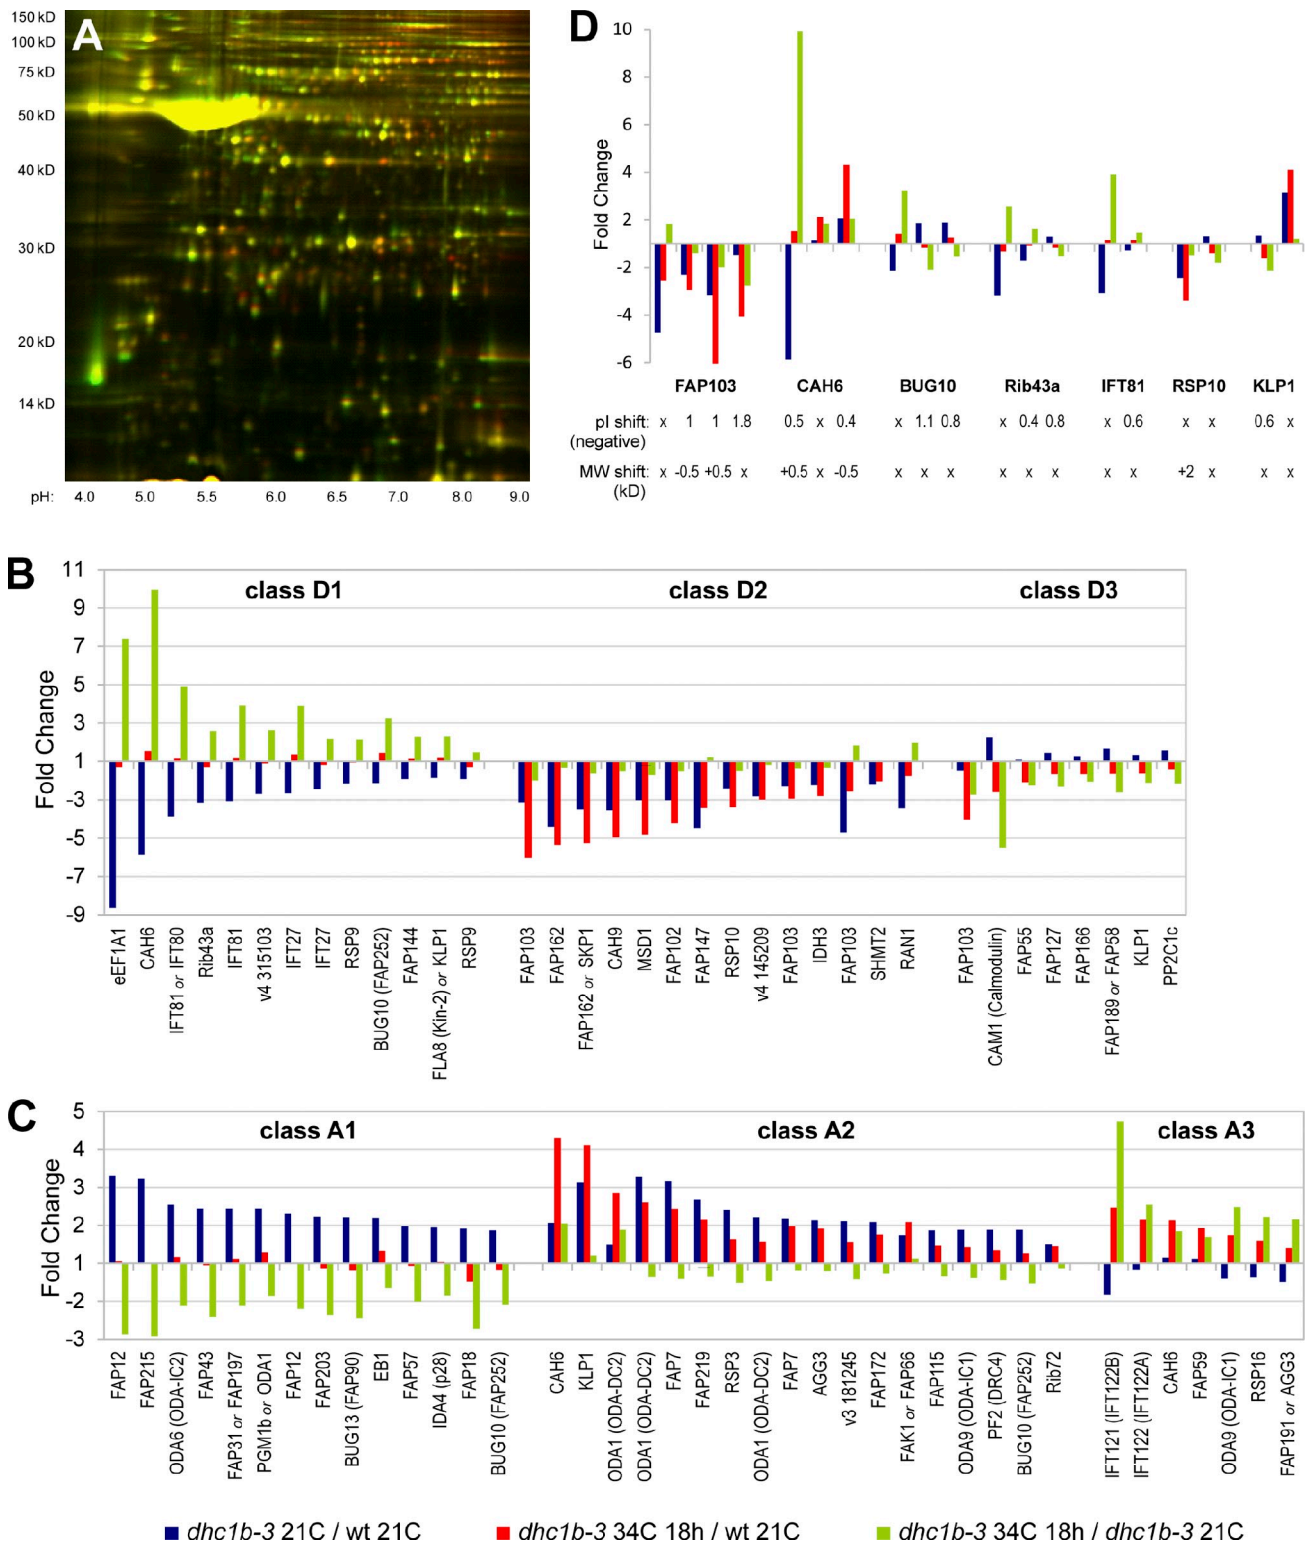 A
150 kD
100 kD
75 kD
50 kD
40 kD
30 kD
20 kD
14 kD
pH: 4.0 5.0 5.5 6.0 6.5 7.0 8.0 9.0
D
Fold Change
10
8
6
4
2
-2
-4
-6
FAP103 CAH6 BUG10 Rib43a IFT81 RSP10 KLP1
pI shift: x 1 1 1.8 0.5 x 0.4 x 1.1 0.8 x 0.4 0.8 x 0.6 x x 0.6 x
(negative)
MW shift: x -0.5 +0.5 x +0.5 x -0.5 x x x x x x x x +2 x x x
(kD)
B
Fold Change
11
9
7
5
3
1
-3
-5
-7
-9
class D1 class D2 class D3
eEF1A1
CAH6
IFT81 or IFT80
Rib43a
IFT81
v4 315103
IFT27
IFT27
RSP9
BUG10 (FAP252)
FAP144
FLA8 (Kin-2) or KLP1
RSP9
FAP103
FAP162
FAP162 or SKP1
CAH9
MSD1
FAP102
FAP147
RSP10
v4 145209
FAP103
IDH3
FAP103
SHMT2
RAN1
FAP103
CAM1 (Calmodulin)
FAP55
FAP127
FAP166
FAP189 or FAP58
KLP1
PP2C1c
C
Fold Change
5
4
3
2
1
-2
-3
class A1 class A2 class A3
FAP12
FAP215
ODA6 (ODA-IC2)
FAP43
FAP31 or FAP197
PGM1b or ODA1
FAP12
FAP203
BUG13 (FAP90)
EB1
FAP57
IDA4 (p28)
FAP18
BUG10 (FAP252)
CAH6
KLP1
ODA1 (ODA-DC2)
ODA1 (ODA-DC2)
FAP7
FAP219
RSP3
ODA1 (ODA-DC2)
FAP7
AGG3
v3 181245
FAP172
FAK1 or FAP66
FAP115
ODA9 (ODA-IC1)
PF2 (DRC4)
BUG10 (FAP252)
Rib72
IFT121 (IFT122B)
IFT122 (IFT122A)
CAH6
FAP59
ODA9 (ODA-IC1)
RSP16
FAP191 or AGG3
dhc1b-3 21C / wt 21C
dhc1b-3 34C 18h / wt 21C
dhc1b-3 34C 18h / dhc1b-3 21C